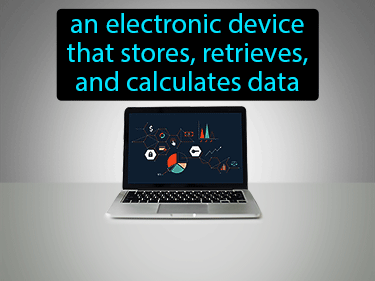 an electronic device
that stores, retrieves,
and calculates data